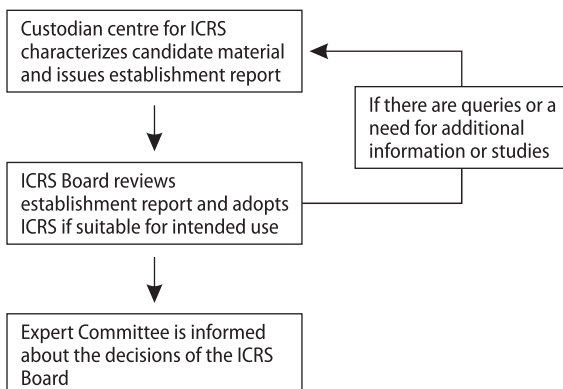 Custodian centre for ICRS
characterizes candidate material
and issues establishment report
If there are queries or a
need for additional
information or studies
ICRS Board reviews
establishment report and adopts
ICRS if suitable for intended use
Expert Committee is informed
about the decisions of the ICRS
Board